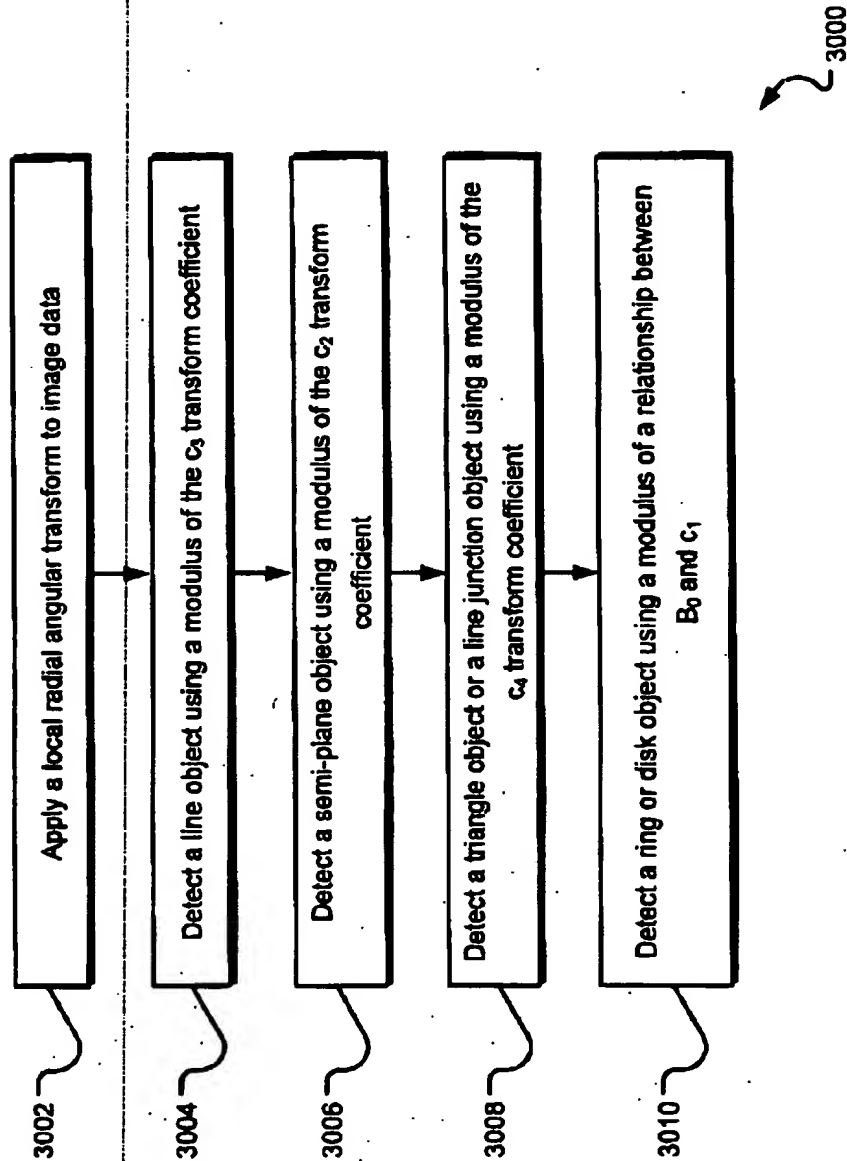 3002
Apply a local radial angular transform to image data
3004
Detect a line object using a modulus of the c₃ transform coefficient
3006
Detect a semi-plane object using a modulus of the c₂ transform
coefficient
3008
Detect a triangle object or a line junction object using a modulus of the
c₄ transform coefficient
3010
Detect a ring or disk object using a modulus of a relationship between
B₀ and c₁
3000